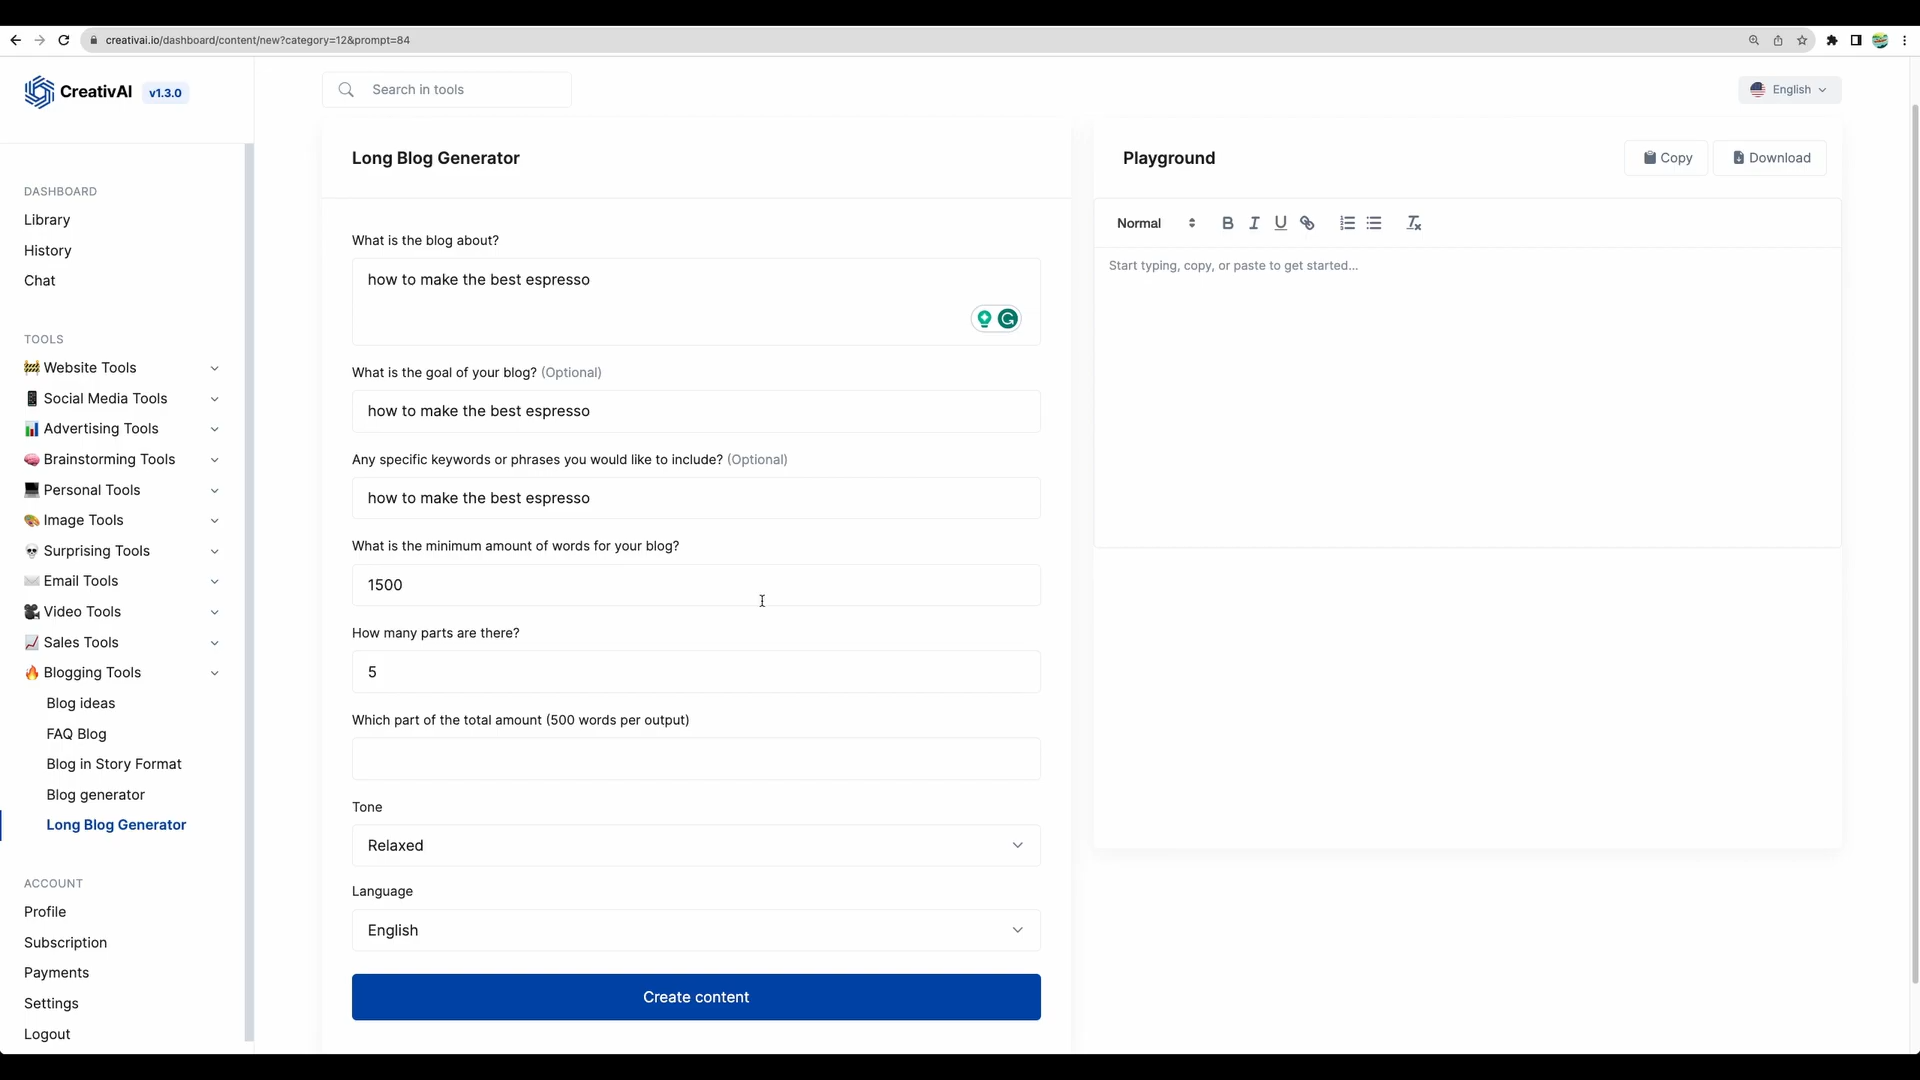 creativai.io/dashboard/content/new?category=12&prompt=84
CreativAI
v1.3.0
Search in tools
English
DASHBOARD
Library
History
Chat
TOOLS
Website Tools
Social Media Tools
Advertising Tools
Brainstorming Tools
Personal Tools
Image Tools
Surprising Tools
Email Tools
Video Tools
Sales Tools
Blogging Tools
Blog ideas
FAQ Blog
Blog in Story Format
Blog generator
Long Blog Generator
ACCOUNT
Profile
Subscription
Payments
Settings
Logout
Long Blog Generator
What is the blog about?
how to make the best espresso
What is the goal of your blog? (Optional)
how to make the best espresso
Any specific keywords or phrases you would like to include? (Optional)
how to make the best espresso
What is the minimum amount of words for your blog?
1500
How many parts are there?
5
Which part of the total amount (500 words per output)
Tone
Relaxed
Language
English
Create content
Playground
Copy
Download
Normal
Start typing, copy, or paste to get started...